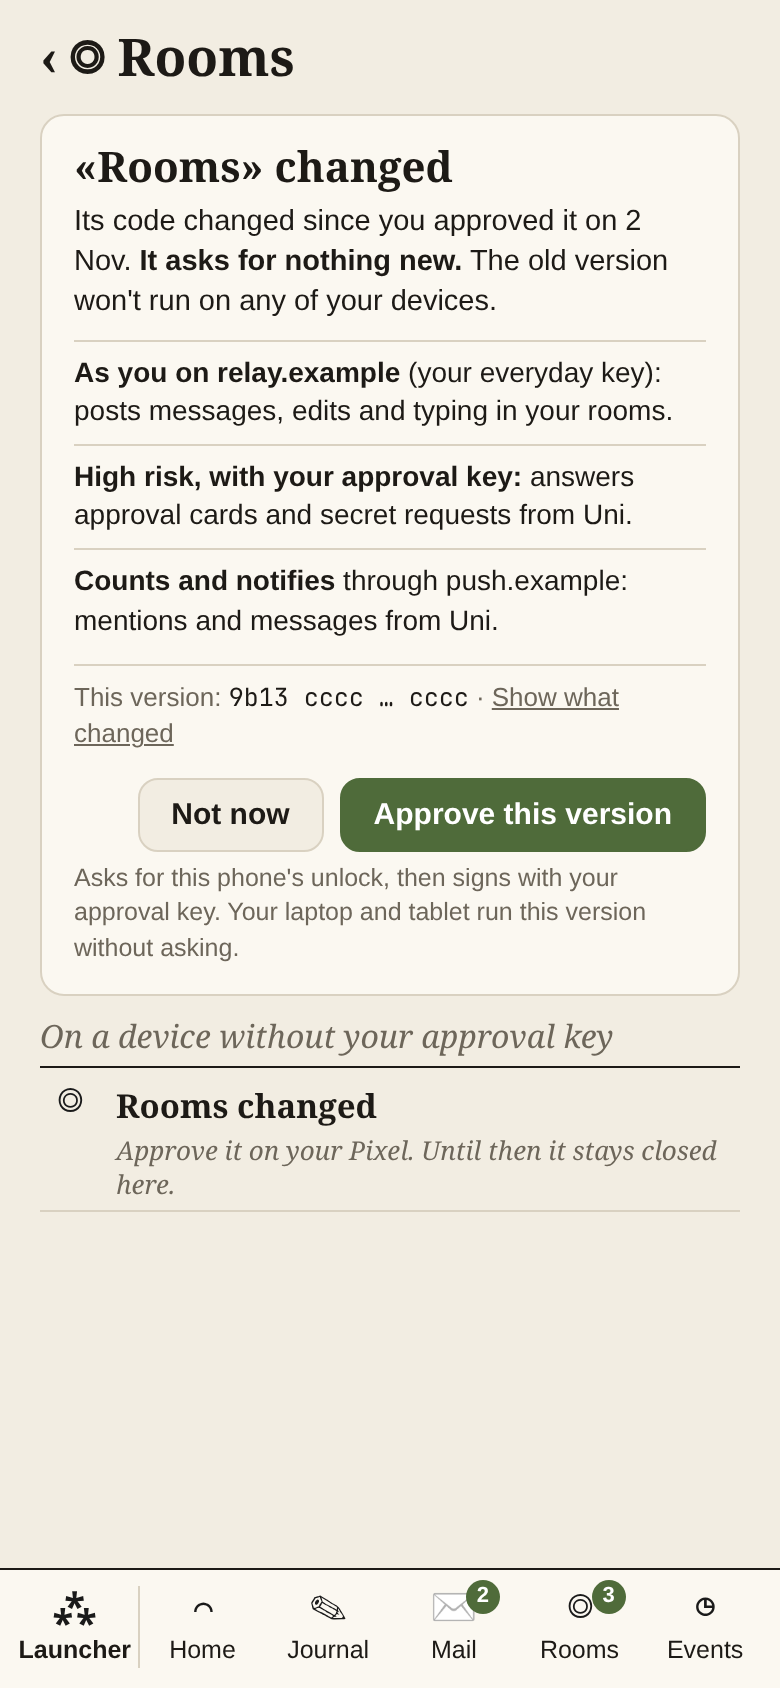 ‹ Rooms
«Rooms» changed
Its code changed since you approved it on 2
Nov. It asks for nothing new. The old version
won't run on any of your devices.
As you on relay.example (your everyday key):
posts messages, edits and typing in your rooms.
High risk, with your approval key: answers
approval cards and secret requests from Uni.
Counts and notifies through push.example:
mentions and messages from Uni.
This version: 9b13 cccc … cccc · Show what
changed
Not now
Approve this version
Asks for this phone's unlock, then signs with your
approval key. Your laptop and tablet run this version
without asking.
On a device without your approval key
Rooms changed
Approve it on your Pixel. Until then it stays closed
here.
2
3
Launcher
Home
Journal
Mail
Rooms
Events